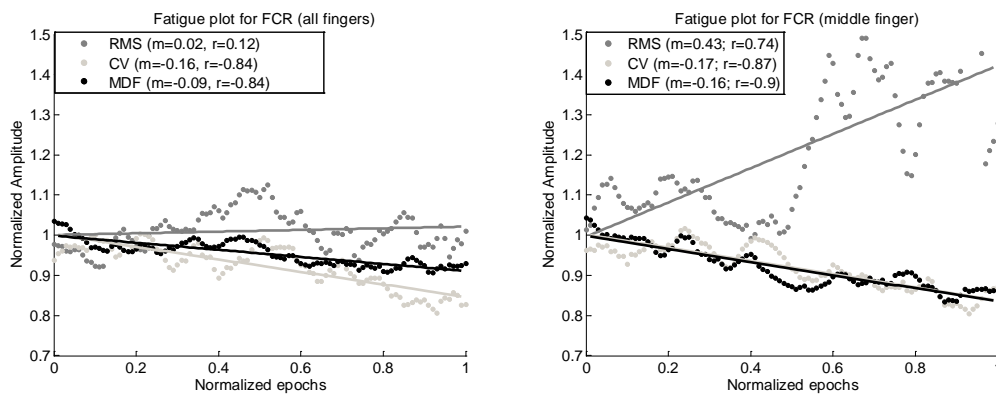 Fatigue plot for FCR (all fingers)
1.5
1.4
1.3
1.2
1.1
1
0.9
0.8
0.7
Normalized Amplitude
RMS (m=0.02, r=0.12)
CV (m=-0.16, r=-0.84)
MDF (m=-0.09, r=-0.84)
0 0.2 0.4 0.6 0.8 1
Normalized epochs
Fatigue plot for FCR (middle finger)
1.5
1.4
1.3
1.2
1.1
1
0.9
0.8
0.7
Normalized Amplitude
RMS (m=0.43; r=0.74)
CV (m=-0.17; r=-0.87)
MDF (m=-0.16; r=-0.9)
0 0.2 0.4 0.6 0.8 1
Normalized epochs